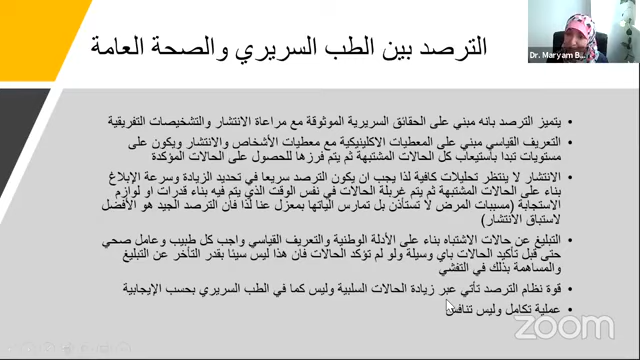 الترصد بين الطب السريري والصحة العامة
Dr. Maryam B...
يتميز الترصد بانه مبني على الحقائق السريرية الموثوقة مع مراعاة الانتشار والتشخيصات التفريقية
التعريف القياسي مبني على المعطيات الاكلينيكية مع معطيات الأشخاص والانتشار ويكون على
مستويات تبدا باستيعاب كل الحالات المشتبهة ثم يتم فرزها للحصول على الحالات المؤكدة
الانتشار لا ينتظر تحليلات كافية لذا يجب ان يكون الترصد سريعا في تحديد الزيادة وسرعة الإبلاغ
بناء على الحالات المشتبهة ثم يتم غربلة الحالات في نفس الوقت الذي يتم فيه بناء قدرات او لوازم
الاستجابة (مسببات المرض لا تستأذن بل تمارس الياتها بمعزل عنا لذا فان الترصد الجيد هو الأفضل
لاستباق الانتشار)
التبليغ عن حالات الاشتباه بناء على الأدلة الوطنية والتعريف القياسي واجب كل طبيب وعامل صحي
حتى قبل تأكيد الحالات باي وسيلة ولو لم تؤكد الحالات فان هذا ليس سيئا بقدر التأخر عن التبليغ
والمساهمة بذلك في التفشي
قوة نظام الترصد تأتي عبر زيادة الحالات السلبية وليس كما في الطب السريري بحسب الإيجابية
عملية تكامل وليس تنافس
zoom